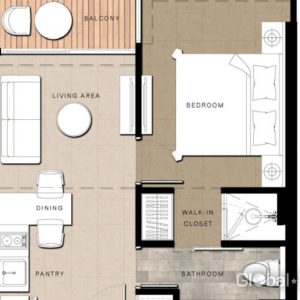 BALCONY
LIVING AREA
BEDROOM
DINING
WALK-IN
CLOSET
PANTRY
BATHROOM
Global